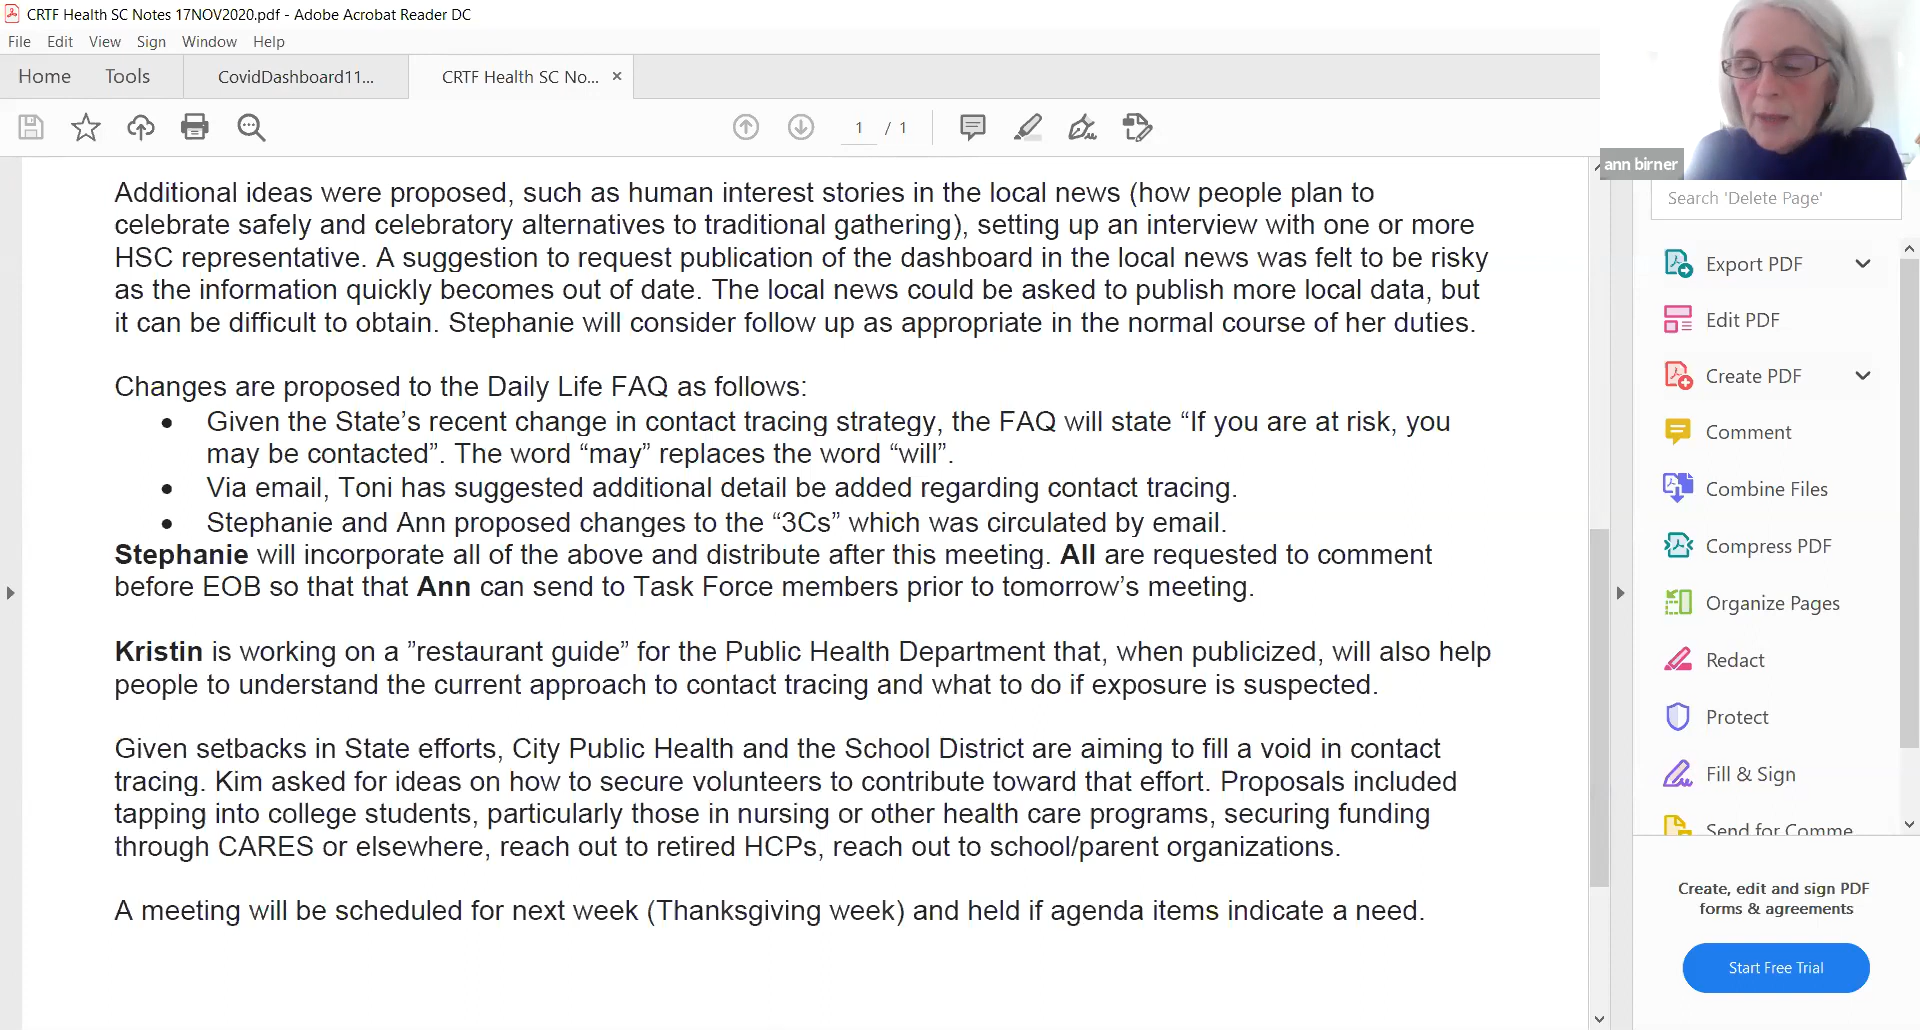 CRTF Health SC Notes 17NOV2020.pdf - Adobe Acrobat Reader DC
File Edit View Sign Window Help
Home Tools CovidDashboard11... CRTF Health SC No... ×
1 / 1
ann birner
Search 'Delete Page'
Additional ideas were proposed, such as human interest stories in the local news (how people plan to
celebrate safely and celebratory alternatives to traditional gathering), setting up an interview with one or more
HSC representative. A suggestion to request publication of the dashboard in the local news was felt to be risky
as the information quickly becomes out of date. The local news could be asked to publish more local data, but
it can be difficult to obtain. Stephanie will consider follow up as appropriate in the normal course of her duties.
Changes are proposed to the Daily Life FAQ as follows:
• Given the State’s recent change in contact tracing strategy, the FAQ will state “If you are at risk, you
may be contacted”. The word “may” replaces the word “will”.
• Via email, Toni has suggested additional detail be added regarding contact tracing.
• Stephanie and Ann proposed changes to the “3Cs” which was circulated by email.
Stephanie will incorporate all of the above and distribute after this meeting. All are requested to comment
before EOB so that that Ann can send to Task Force members prior to tomorrow’s meeting.
Kristin is working on a ”restaurant guide” for the Public Health Department that, when publicized, will also help
people to understand the current approach to contact tracing and what to do if exposure is suspected.
Given setbacks in State efforts, City Public Health and the School District are aiming to fill a void in contact
tracing. Kim asked for ideas on how to secure volunteers to contribute toward that effort. Proposals included
tapping into college students, particularly those in nursing or other health care programs, securing funding
through CARES or elsewhere, reach out to retired HCPs, reach out to school/parent organizations.
A meeting will be scheduled for next week (Thanksgiving week) and held if agenda items indicate a need.
Export PDF
Edit PDF
Create PDF
Comment
Combine Files
Compress PDF
Organize Pages
Redact
Protect
Fill & Sign
Send for Comme
Create, edit and sign PDF
forms & agreements
Start Free Trial